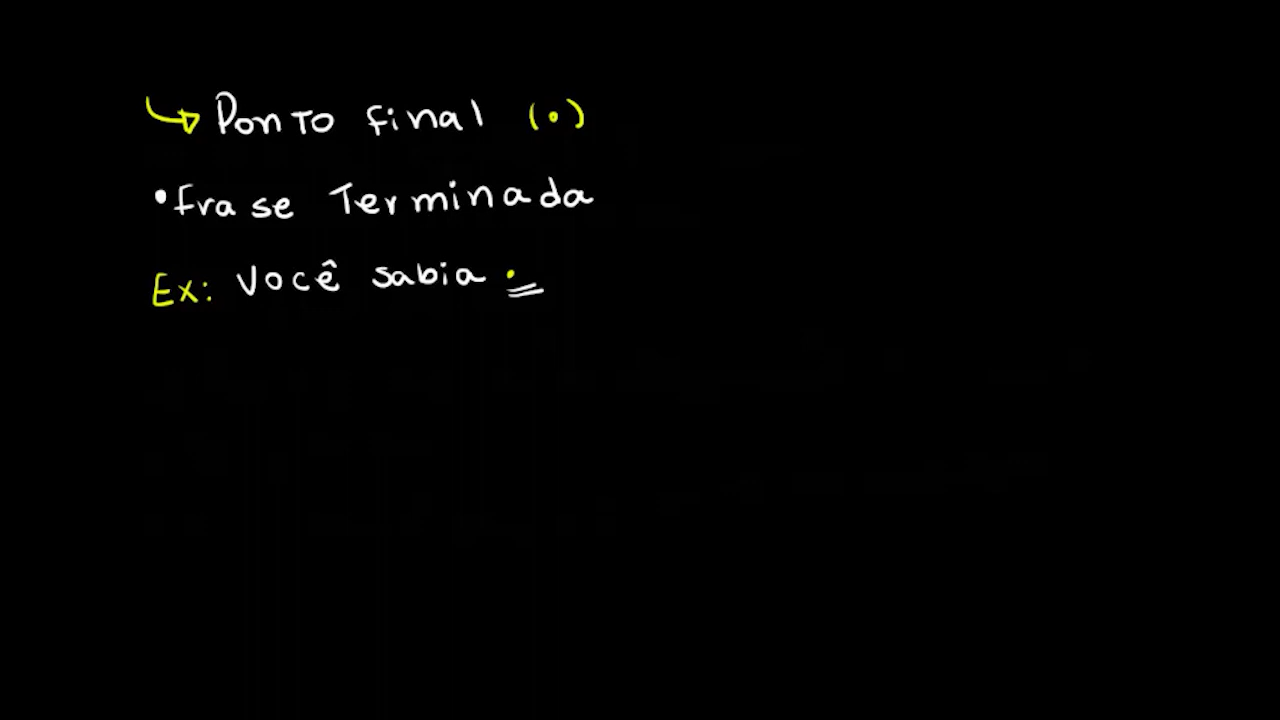 ↳ Ponto final (.)
• Frase Terminada
Ex: Você sabia.